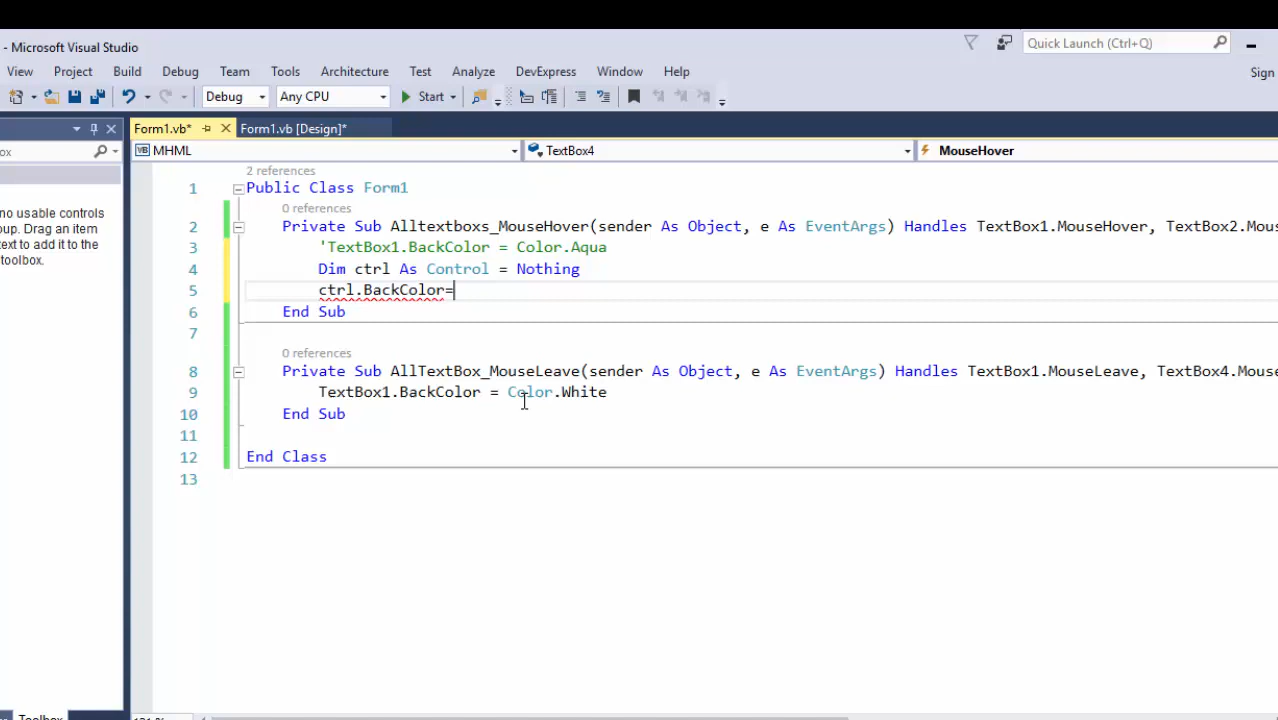 - Microsoft Visual Studio
Quick Launch (Ctrl+Q)
View Project Build Debug Team Tools Architecture Test Analyze DevExpress Window Help
Sign
Debug Any CPU Start
Form1.vb* Form1.vb [Design]*
MHML TextBox4 MouseHover
2 references
1 Public Class Form1
0 references
2 Private Sub Alltextboxs_MouseHover(sender As Object, e As EventArgs) Handles TextBox1.MouseHover, TextBox2.Mous
3 'TextBox1.BackColor = Color.Aqua
4 Dim ctrl As Control = Nothing
5 ctrl.BackColor=
6 End Sub
7
0 references
8 Private Sub AllTextBox_MouseLeave(sender As Object, e As EventArgs) Handles TextBox1.MouseLeave, TextBox4.Mous
9 TextBox1.BackColor = Color.White
10 End Sub
11
12 End Class
13
ox
no usable controls
oup. Drag an item
text to add it to the
toolbox.
Toolbox